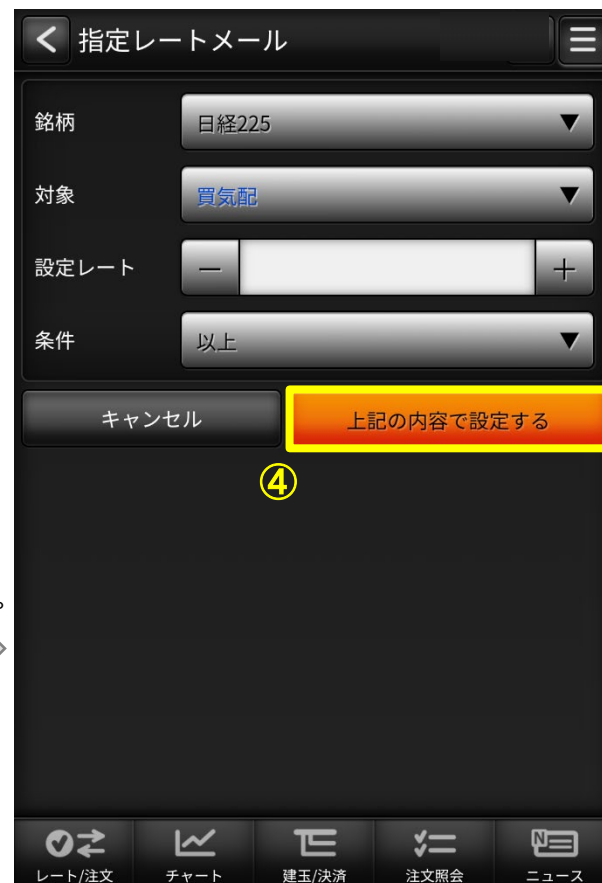 指定レートメール
銘柄
日経225
対象
買気配
設定レート
条件
以上
キャンセル
上記の内容で設定する
④
。
レート/注文
チャート
建玉/決済
注文照会
N
ニュース